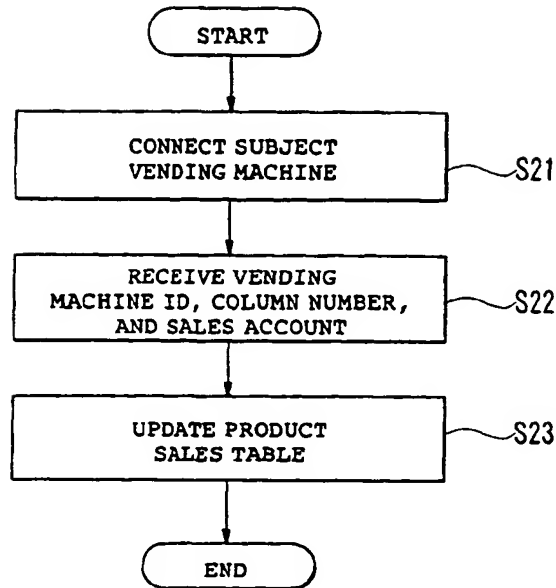 START
CONNECT SUBJECT
VENDING MACHINE
S21
RECEIVE VENDING
MACHINE ID, COLUMN NUMBER,
AND SALES ACCOUNT
S22
UPDATE PRODUCT
SALES TABLE
S23
END